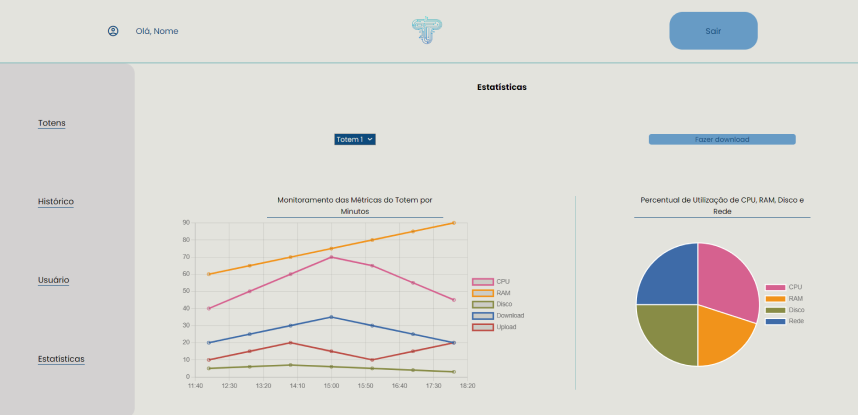 Olá, Nome
Sair
Totens
Histórico
Usuário
Estatísticas
Estatísticas
Totem 1
Fazer download
Monitoramento das Métricas do Totem por
Minutos
90
80
70
60
50
40
30
20
10
0
11:40 12:30 13:20 14:10 15:00 15:50 16:40 17:30 18:20
CPU
RAM
Disco
Download
Upload
Percentual de Utilização de CPU, RAM, Disco e
Rede
CPU
RAM
Disco
Rede